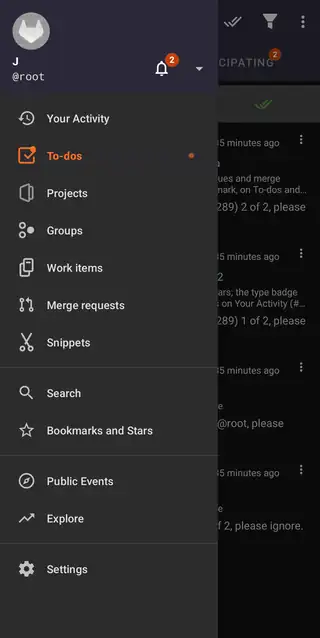 J
@root
2
2
CIPATING
Your Activity
To-dos
Projects
Groups
Work items
Merge requests
Snippets
Search
Bookmarks and Stars
Public Events
Explore
Settings
35 minutes ago
ues and merge
mark, on To-dos and...
289) 2 of 2, please
35 minutes ago
2
ars, the type badge
s on Your Activity (#...
289) 1 of 2, please
35 minutes ago
e
@root, please
35 minutes ago
e
f 2, please ignore.